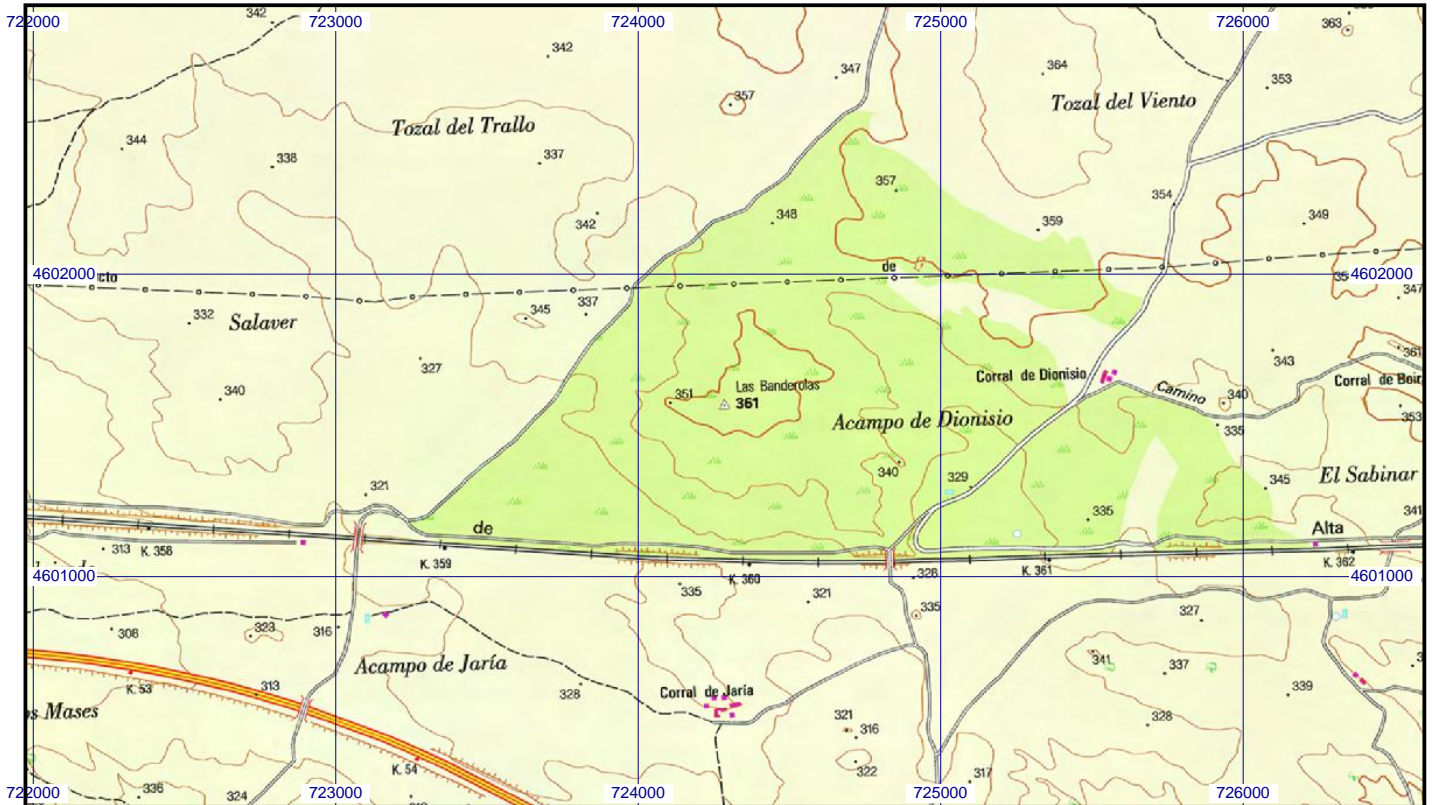 722000 342 723000 724000 725000 726000
363
342 347 364 353
357
Tozal del Viento
Tozal del Trallo
344 338 337
357
354
342 348 359 349
4602000 cto de 4602000
347
345 337
332 Salaver
327 343 361
Corral de Dionisio
Las Banderolas
351 361
340 Camino 340
353
Acampo de Dionisio
335
340 329 El Sabinar
321 345
335 341
de Alta
313 K. 358 K. 359 K. 360 K. 361 K. 362
4601000 328 4601000
335 321 335 327
308 323 316
Acampo de Jaría
341 337
K. 53 313 328 Corral de Jaría 339
os Mases
321 316 328
K. 54 322 317
336 324
722000 723000 724000 725000 726000